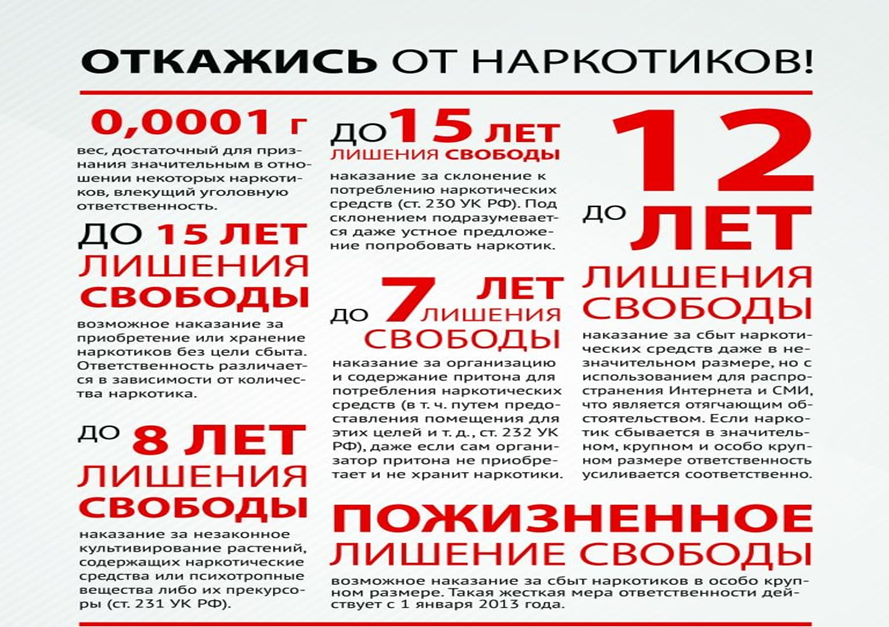 ОТКАЖИСЬ ОТ НАРКОТИКОВ!
0,0001 г
вес, достаточный для приз-
нания значительным в отно-
шении некоторых наркоти-
ков, влекущий уголовную
ответственность.
ДО 15 ЛЕТ
ЛИШЕНИЯ
СВОБОДЫ
возможное наказание за
приобретение или хранение
наркотиков без цели сбыта.
Ответственность различает-
ся в зависимости от количес-
тва наркотика.
ДО 8 ЛЕТ
ЛИШЕНИЯ
СВОБОДЫ
наказание за незаконное
культивирование растений,
содержащих наркотические
средства или психотропные
вещества либо их прекурсо-
ры (ст. 231 УК РФ).
ДО 15 ЛЕТ
ЛИШЕНИЯ СВОБОДЫ
наказание за склонение к
потреблению наркотических
средств (ст. 230 УК РФ). Под
склонением подразумевает-
ся даже устное предложе-
ние попробовать наркотик.
ДО 7 ЛЕТ
ЛИШЕНИЯ
СВОБОДЫ
наказание за организацию
и содержание притона для
потребления наркотических
средств (в т. ч. путем предо-
ставления помещения для
этих целей и т. д., ст. 232 УК
РФ), даже если сам органи-
затор притона не приобре-
тает и не хранит наркотики.
12
ДО ЛЕТ
ЛИШЕНИЯ
СВОБОДЫ
наказание за сбыт наркоти-
ческих средств даже в не-
значительном размере, но с
использованием для распро-
странения Интернета и СМИ,
что является отягчающим об-
стоятельством. Если нарко-
тик сбывается в значитель-
ном, крупном и особо круп-
ном размере ответственность
усиливается соответственно.
ПОЖИЗНЕННОЕ
ЛИШЕНИЕ СВОБОДЫ
возможное наказание за сбыт наркотиков в особо круп-
ном размере. Такая жесткая мера ответственности дей-
ствует с 1 января 2013 года.